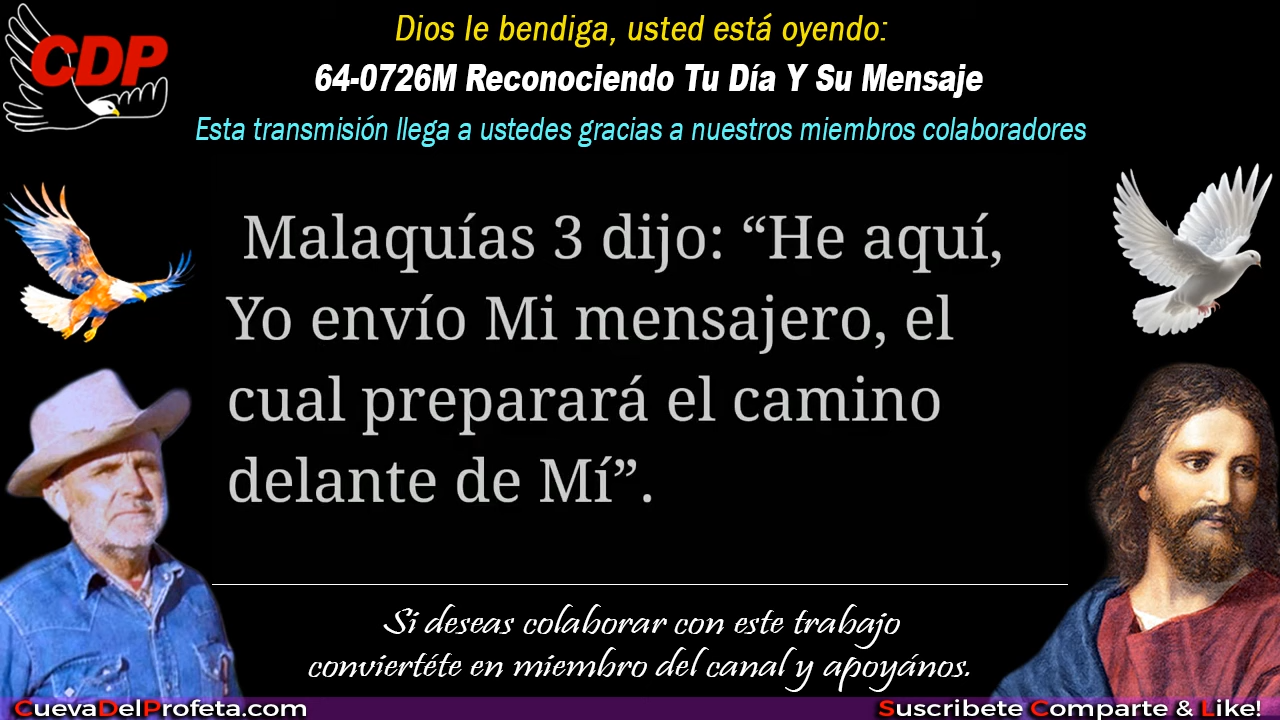 CDP
Dios le bendiga, usted está oyendo:
64-0726M Reconociendo Tu Día Y Su Mensaje
Esta transmisión llega a ustedes gracias a nuestros miembros colaboradores
Malaquías 3 dijo: “He aquí,
Yo envío Mi mensajero, el
cual preparará el camino
delante de Mí”.
Si deseas colaborar con este trabajo
conviertéte en miembro del canal y apoyános.
CuevaDelProfeta.com
Suscribete Comparte & Like!